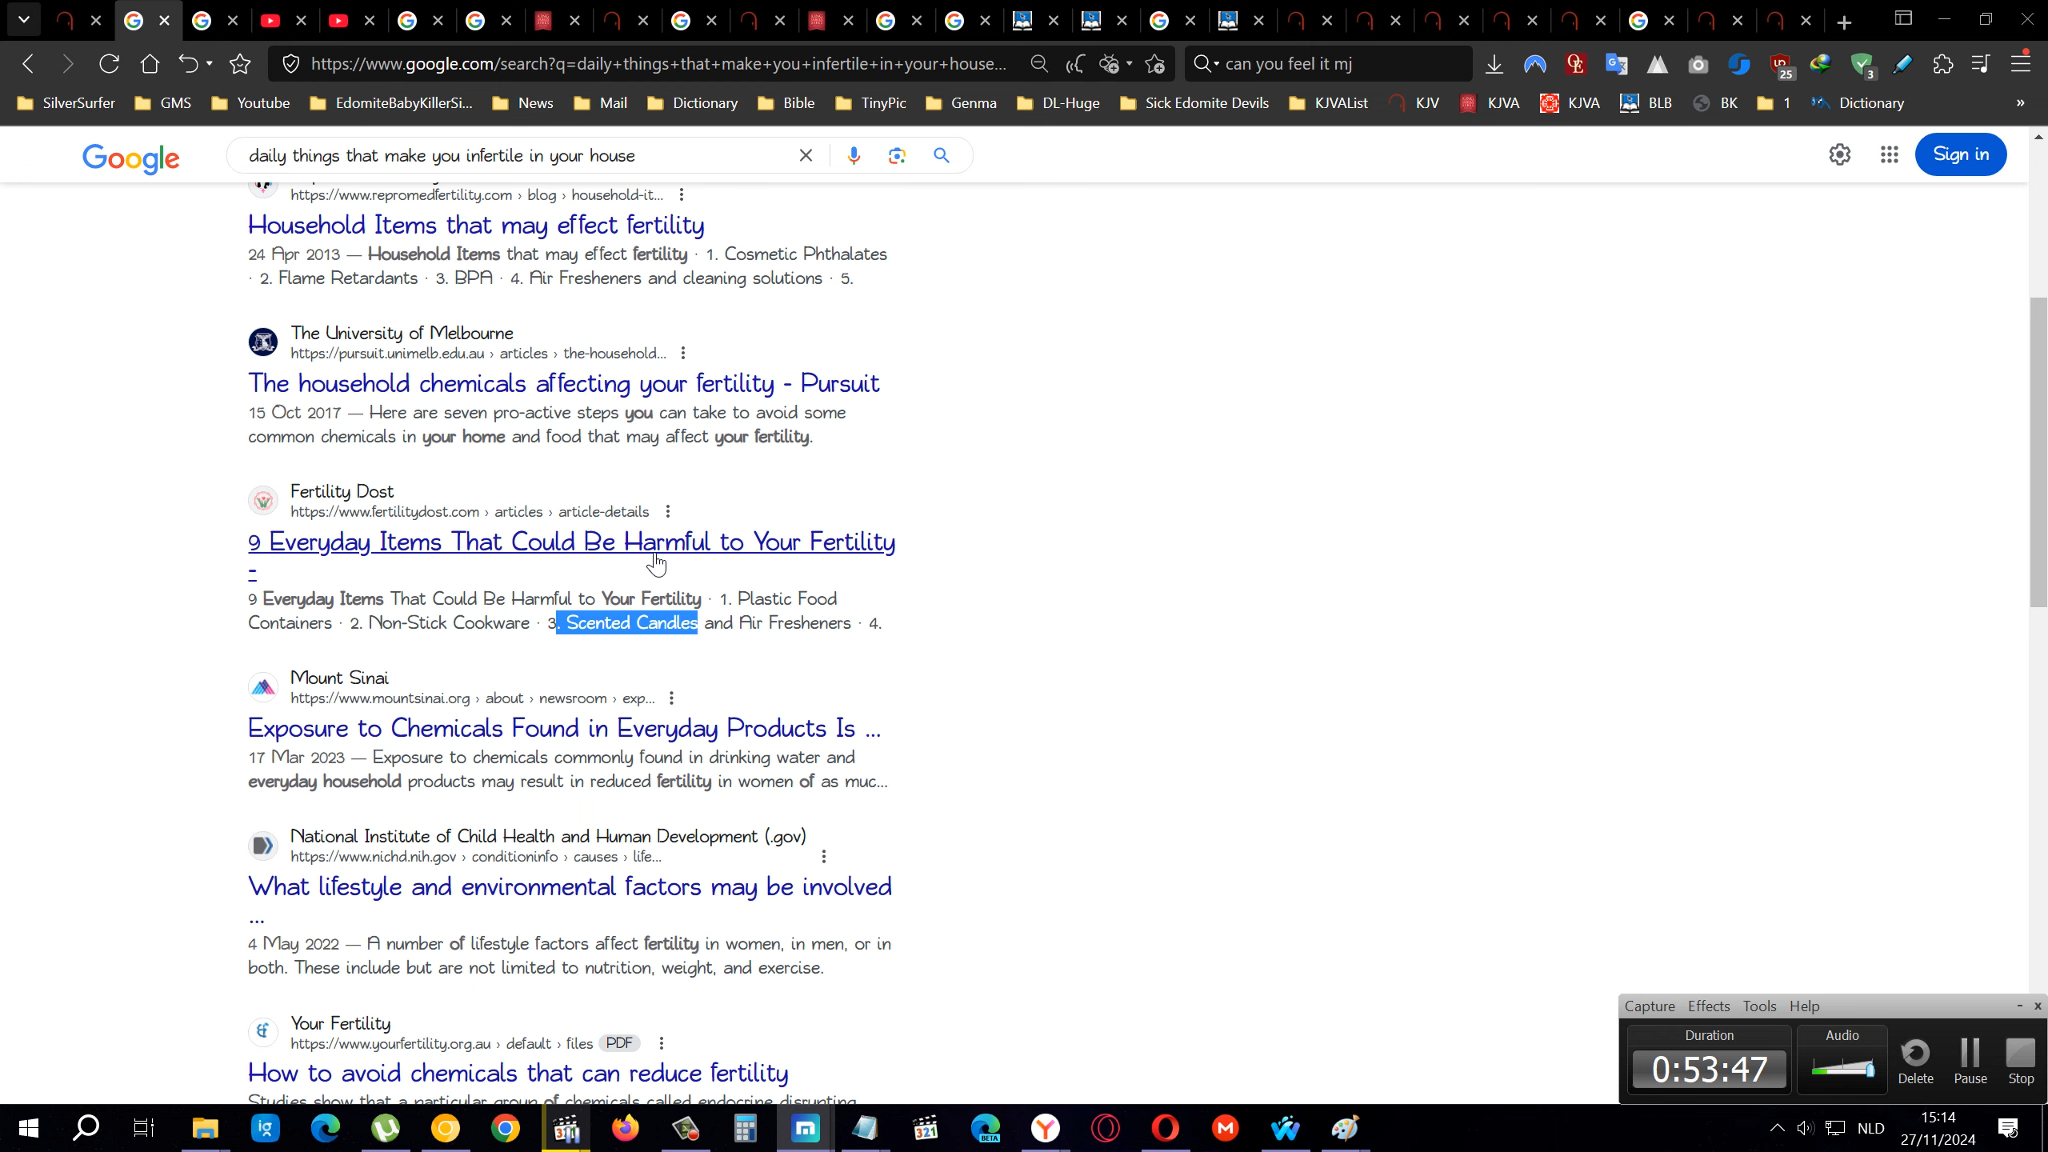 https://www.google.com/search?q=daily+things+that+make+you+infertile+in+your+house...
can you feel it mj
25
3
SilverSurfer
GMS
Youtube
EdomiteBabyKillerSi...
News
Mail
Dictionary
Bible
TinyPic
Genma
DL-Huge
Sick Edomite Devils
KJVAList
KJV
KJVA
KJVA
BLB
BK
1
Dictionary
»
Google
daily things that make you infertile in your house
Sign in
https://www.repromedfertility.com › blog › household-it...
Household Items that may effect fertility
24 Apr 2013 — Household Items that may effect fertility · 1. Cosmetic Phthalates
· 2. Flame Retardants · 3. BPA · 4. Air Fresheners and cleaning solutions · 5.
The University of Melbourne
https://pursuit.unimelb.edu.au › articles › the-household...
The household chemicals affecting your fertility - Pursuit
15 Oct 2017 — Here are seven pro-active steps you can take to avoid some
common chemicals in your home and food that may affect your fertility.
Fertility Dost
https://www.fertilitydost.com › articles › article-details
9 Everyday Items That Could Be Harmful to Your Fertility
-
9 Everyday Items That Could Be Harmful to Your Fertility · 1. Plastic Food
Containers · 2. Non-Stick Cookware · 3. Scented Candles and Air Fresheners · 4.
Mount Sinai
https://www.mountsinai.org › about › newsroom › exp...
Exposure to Chemicals Found in Everyday Products Is ...
17 Mar 2023 — Exposure to chemicals commonly found in drinking water and
everyday household products may result in reduced fertility in women of as muc...
National Institute of Child Health and Human Development (.gov)
https://www.nichd.nih.gov › conditioninfo › causes › life...
What lifestyle and environmental factors may be involved
...
4 May 2022 — A number of lifestyle factors affect fertility in women, in men, or in
both. These include but are not limited to nutrition, weight, and exercise.
Your Fertility
https://www.yourfertility.org.au › default › files PDF
How to avoid chemicals that can reduce fertility
Studies show that a particular group of chemicals called endocrine disrupting
Capture Effects Tools Help
Duration
0:53:47
Audio
Delete
Pause
Stop
NLD
15:14
27/11/2024